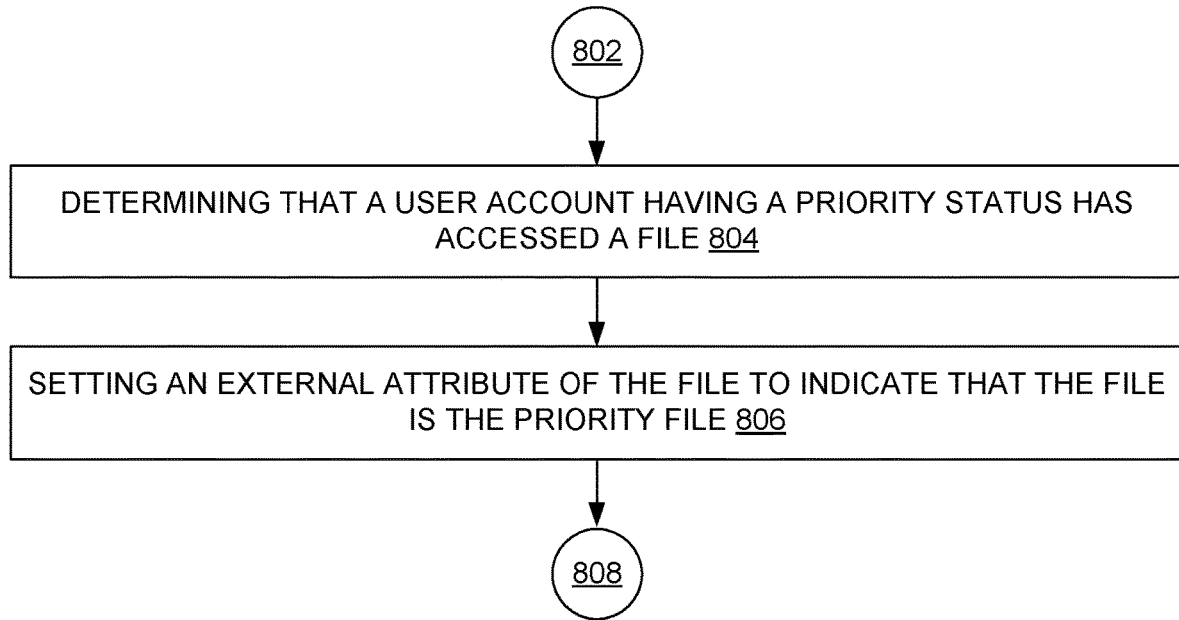 802
DETERMINING THAT A USER ACCOUNT HAVING A PRIORITY STATUS HAS
ACCESSED A FILE 804
SETTING AN EXTERNAL ATTRIBUTE OF THE FILE TO INDICATE THAT THE FILE
IS THE PRIORITY FILE 806
808